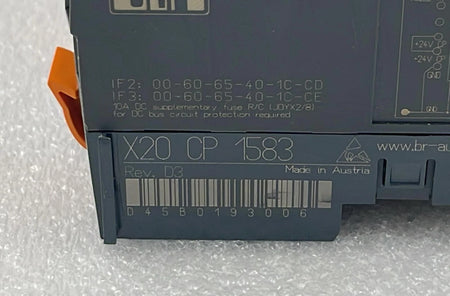 +24V
+24V
GND
GND
IF2: 00-60-65-40-1C-CD
IF3: 00-60-65-40-1C-CE
10A DC supplementary fuse R/C (JDYX2/8)
for DC bus circuit protection required
X20 CP 1583
www.br-au
Rev. D3
Made in Austria
D45B0193006